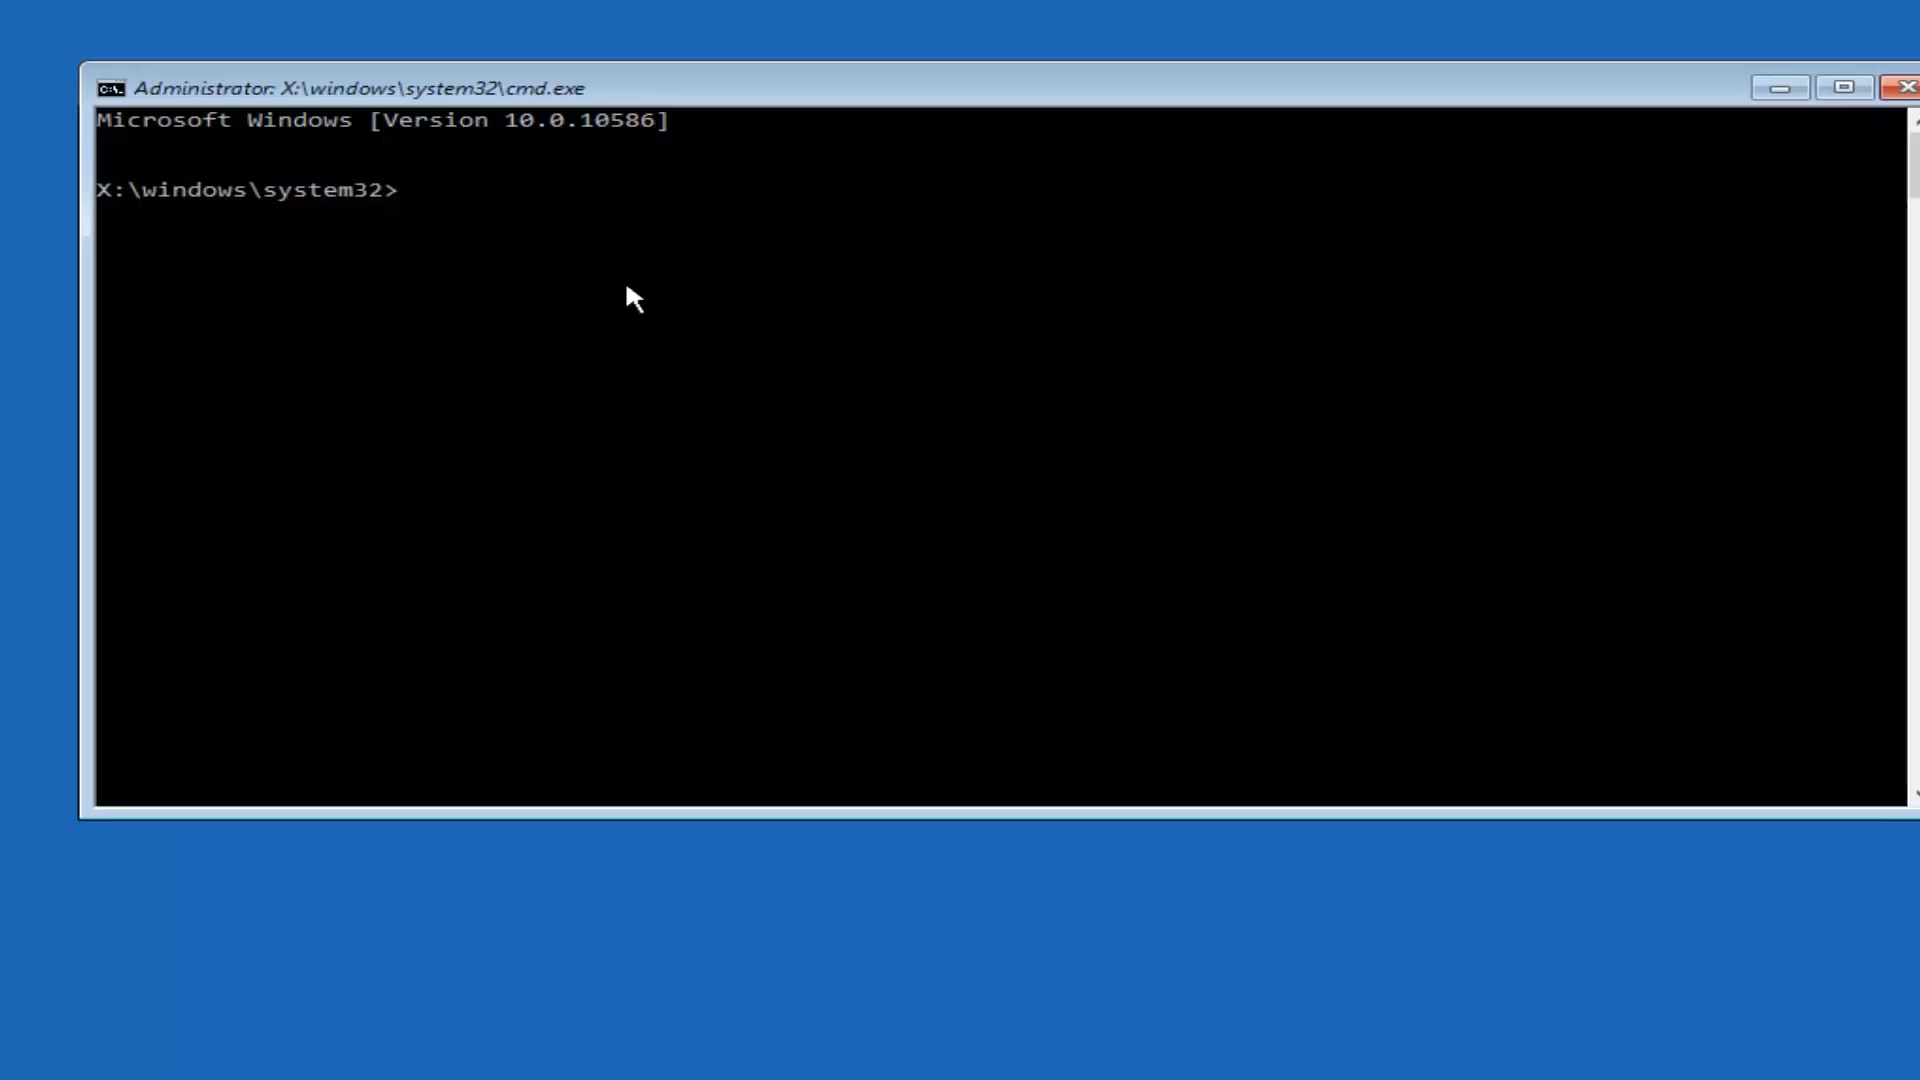 Administrator: X:\windows\system32\cmd.exe
Microsoft Windows [Version 10.0.10586]
X:\windows\system32>